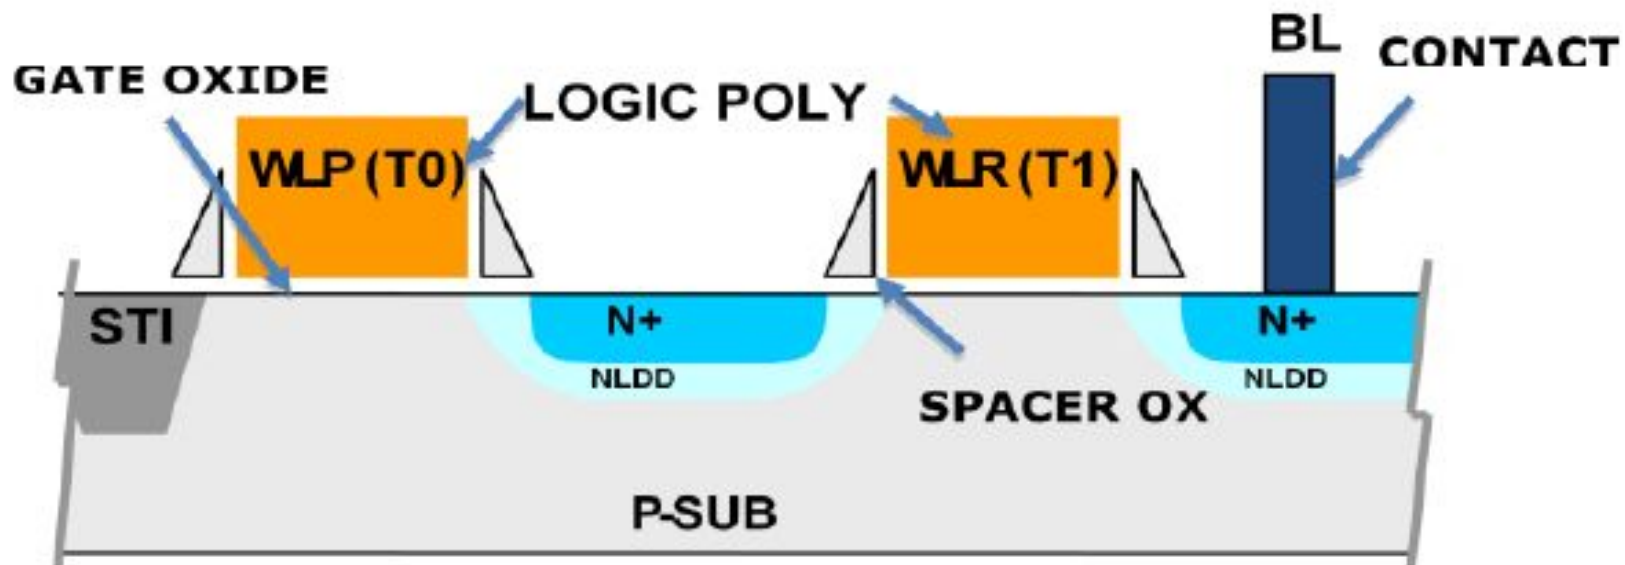 BL
CONTACT
GATE OXIDE
LOGIC POLY
WLP (T0)
WLR (T1)
STI
N+
N+
NLDD
NLDD
SPACER OX
P-SUB